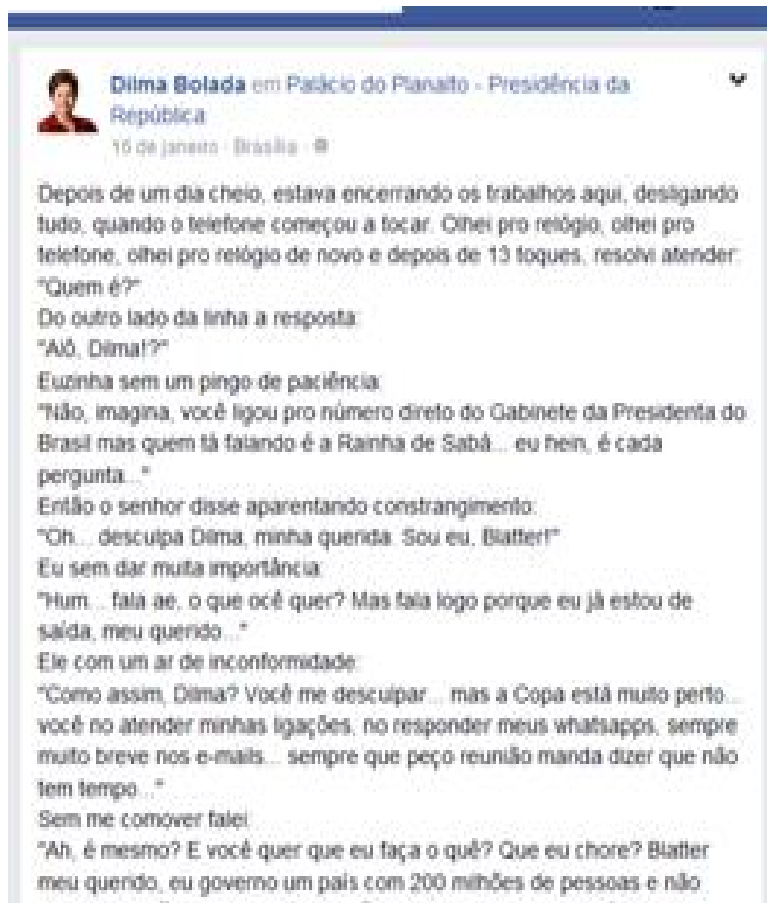 Dilma Bolada em Palácio do Planalto - Presidência da
República
16 de janeiro · Brasília
Depois de um dia cheio, estava encerrando os trabalhos aqui, desligando
tudo, quando o telefone começou a tocar. Olhei pro relógio, olhei pro
telefone, olhei pro relógio de novo e depois de 13 toques, resolvi atender:
"Quem é?"
Do outro lado da linha a resposta:
"Alô, Dilma!?"
Euzinha sem um pingo de paciência:
"Não, imagina, você ligou pro número direto do Gabinete da Presidenta do
Brasil mas quem tá falando é a Rainha de Sabá... eu hein, é cada
pergunta..."
Então o senhor disse aparentando constrangimento:
"Oh... desculpa Dilma, minha querida. Sou eu, Blatter!"
Eu sem dar muita importância:
"Hum... fala ae, o que ocê quer? Mas fala logo porque eu já estou de
saída, meu querido..."
Ele com um ar de inconformidade:
"Como assim, Dilma? Você me desculpar... mas a Copa está muito perto...
você no atender minhas ligações, no responder meus whatsapps, sempre
muito breve nos e-mails... sempre que peço reunião manda dizer que não
tem tempo..."
Sem me comover falei:
"Ah, é mesmo? E você quer que eu faça o quê? Que eu chore? Blatter
meu querido, eu governo um país com 200 milhões de pessoas e não